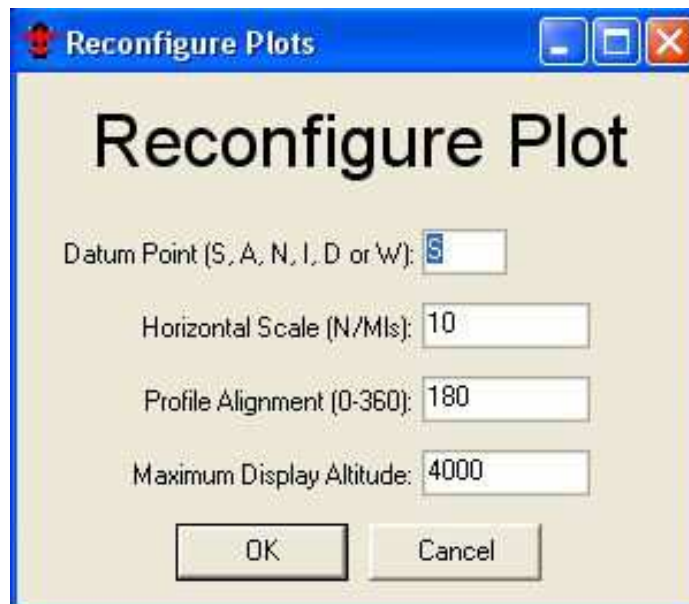 Reconfigure Plots
Reconfigure Plot
Datum Point (S, A, N, I, D or W): S
Horizontal Scale (N/Mls): 10
Profile Alignment (0-360): 180
Maximum Display Altitude: 4000
OK Cancel